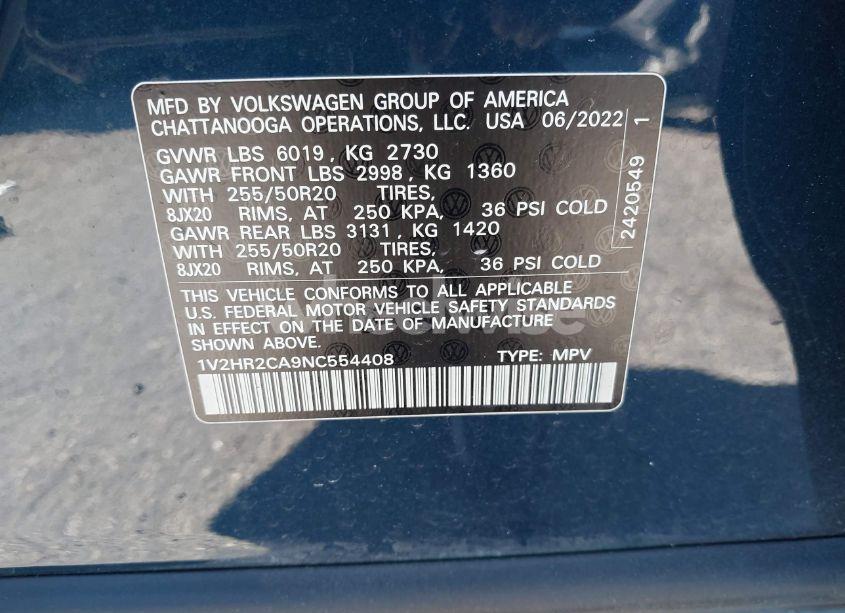 MFD BY VOLKSWAGEN GROUP OF AMERICA
CHATTANOOGA OPERATIONS, LLC. USA 06/2022
GVWR LBS 6019, KG 2730
GAWR FRONT LBS 2998, KG 1360
WITH 255/50R20 TIRES,
8JX20 RIMS, AT 250 KPA, 36 PSI COLD
GAWR REAR LBS 3131, KG 1420
WITH 255/50R20 TIRES,
8JX20 RIMS, AT 250 KPA, 36 PSI COLD
THIS VEHICLE CONFORMS TO ALL APPLICABLE
U.S. FEDERAL MOTOR VEHICLE SAFETY STANDARDS
IN EFFECT ON THE DATE OF MANUFACTURE
SHOWN ABOVE.
1V2HR2CA9NC554408 TYPE: MPV
2420549 1